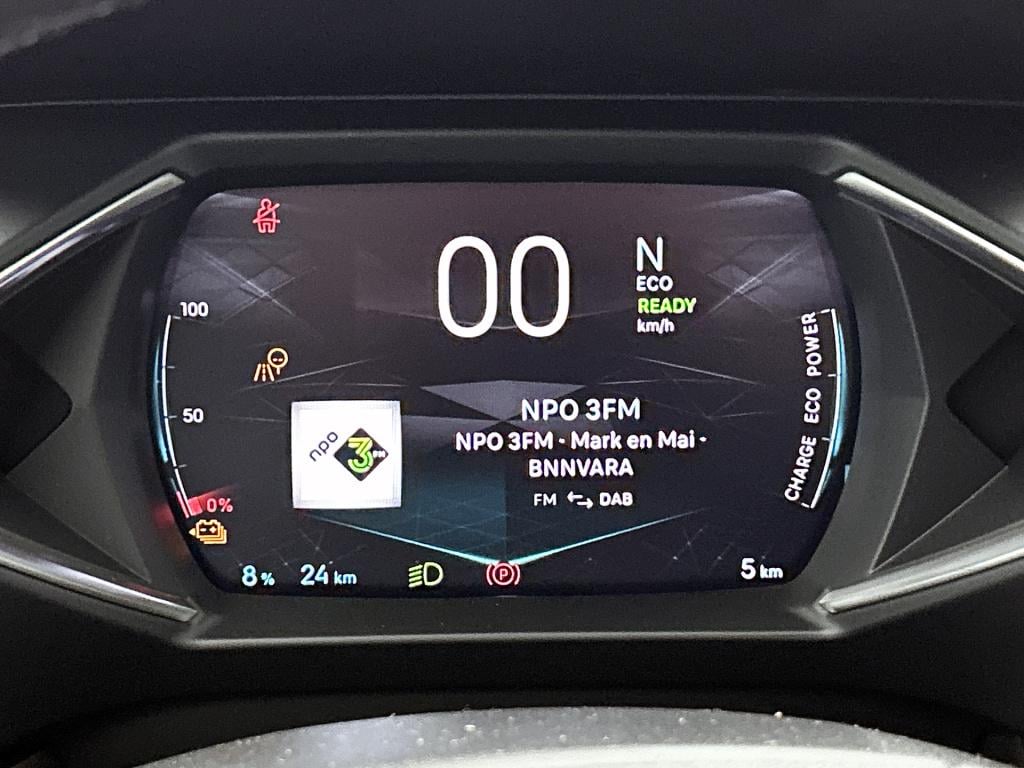 00
N
ECO
READY
km/h
100
50
0%
npo
3FM
NPO 3FM
NPO 3FM · Mark en Mai ·
BNNVARA
FM DAB
CHARGE ECO POWER
8 % 24 km P 5 km